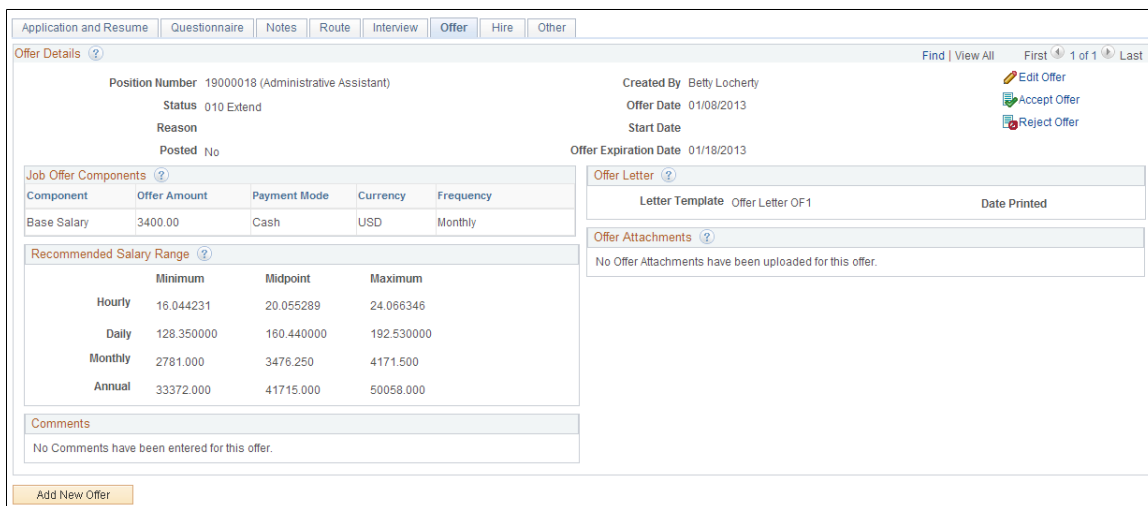 Application and Resume Questionnaire Notes Route Interview Offer Hire Other
Offer Details ? Find | View All First 1 of 1 Last
Position Number 19000018 (Administrative Assistant) Created By Betty Locherty Edit Offer
Status 010 Extend Offer Date 01/08/2013 Accept Offer
Reason Start Date Reject Offer
Posted No Offer Expiration Date 01/18/2013
Job Offer Components ?
Component Offer Amount Payment Mode Currency Frequency
Base Salary 3400.00 Cash USD Monthly
Offer Letter ?
Letter Template Offer Letter OF1 Date Printed
Offer Attachments ?
No Offer Attachments have been uploaded for this offer.
Recommended Salary Range ?
Minimum Midpoint Maximum
Hourly 16.044231 20.055289 24.066346
Daily 128.350000 160.440000 192.530000
Monthly 2781.000 3476.250 4171.500
Annual 33372.000 41715.000 50058.000
Comments
No Comments have been entered for this offer.
Add New Offer